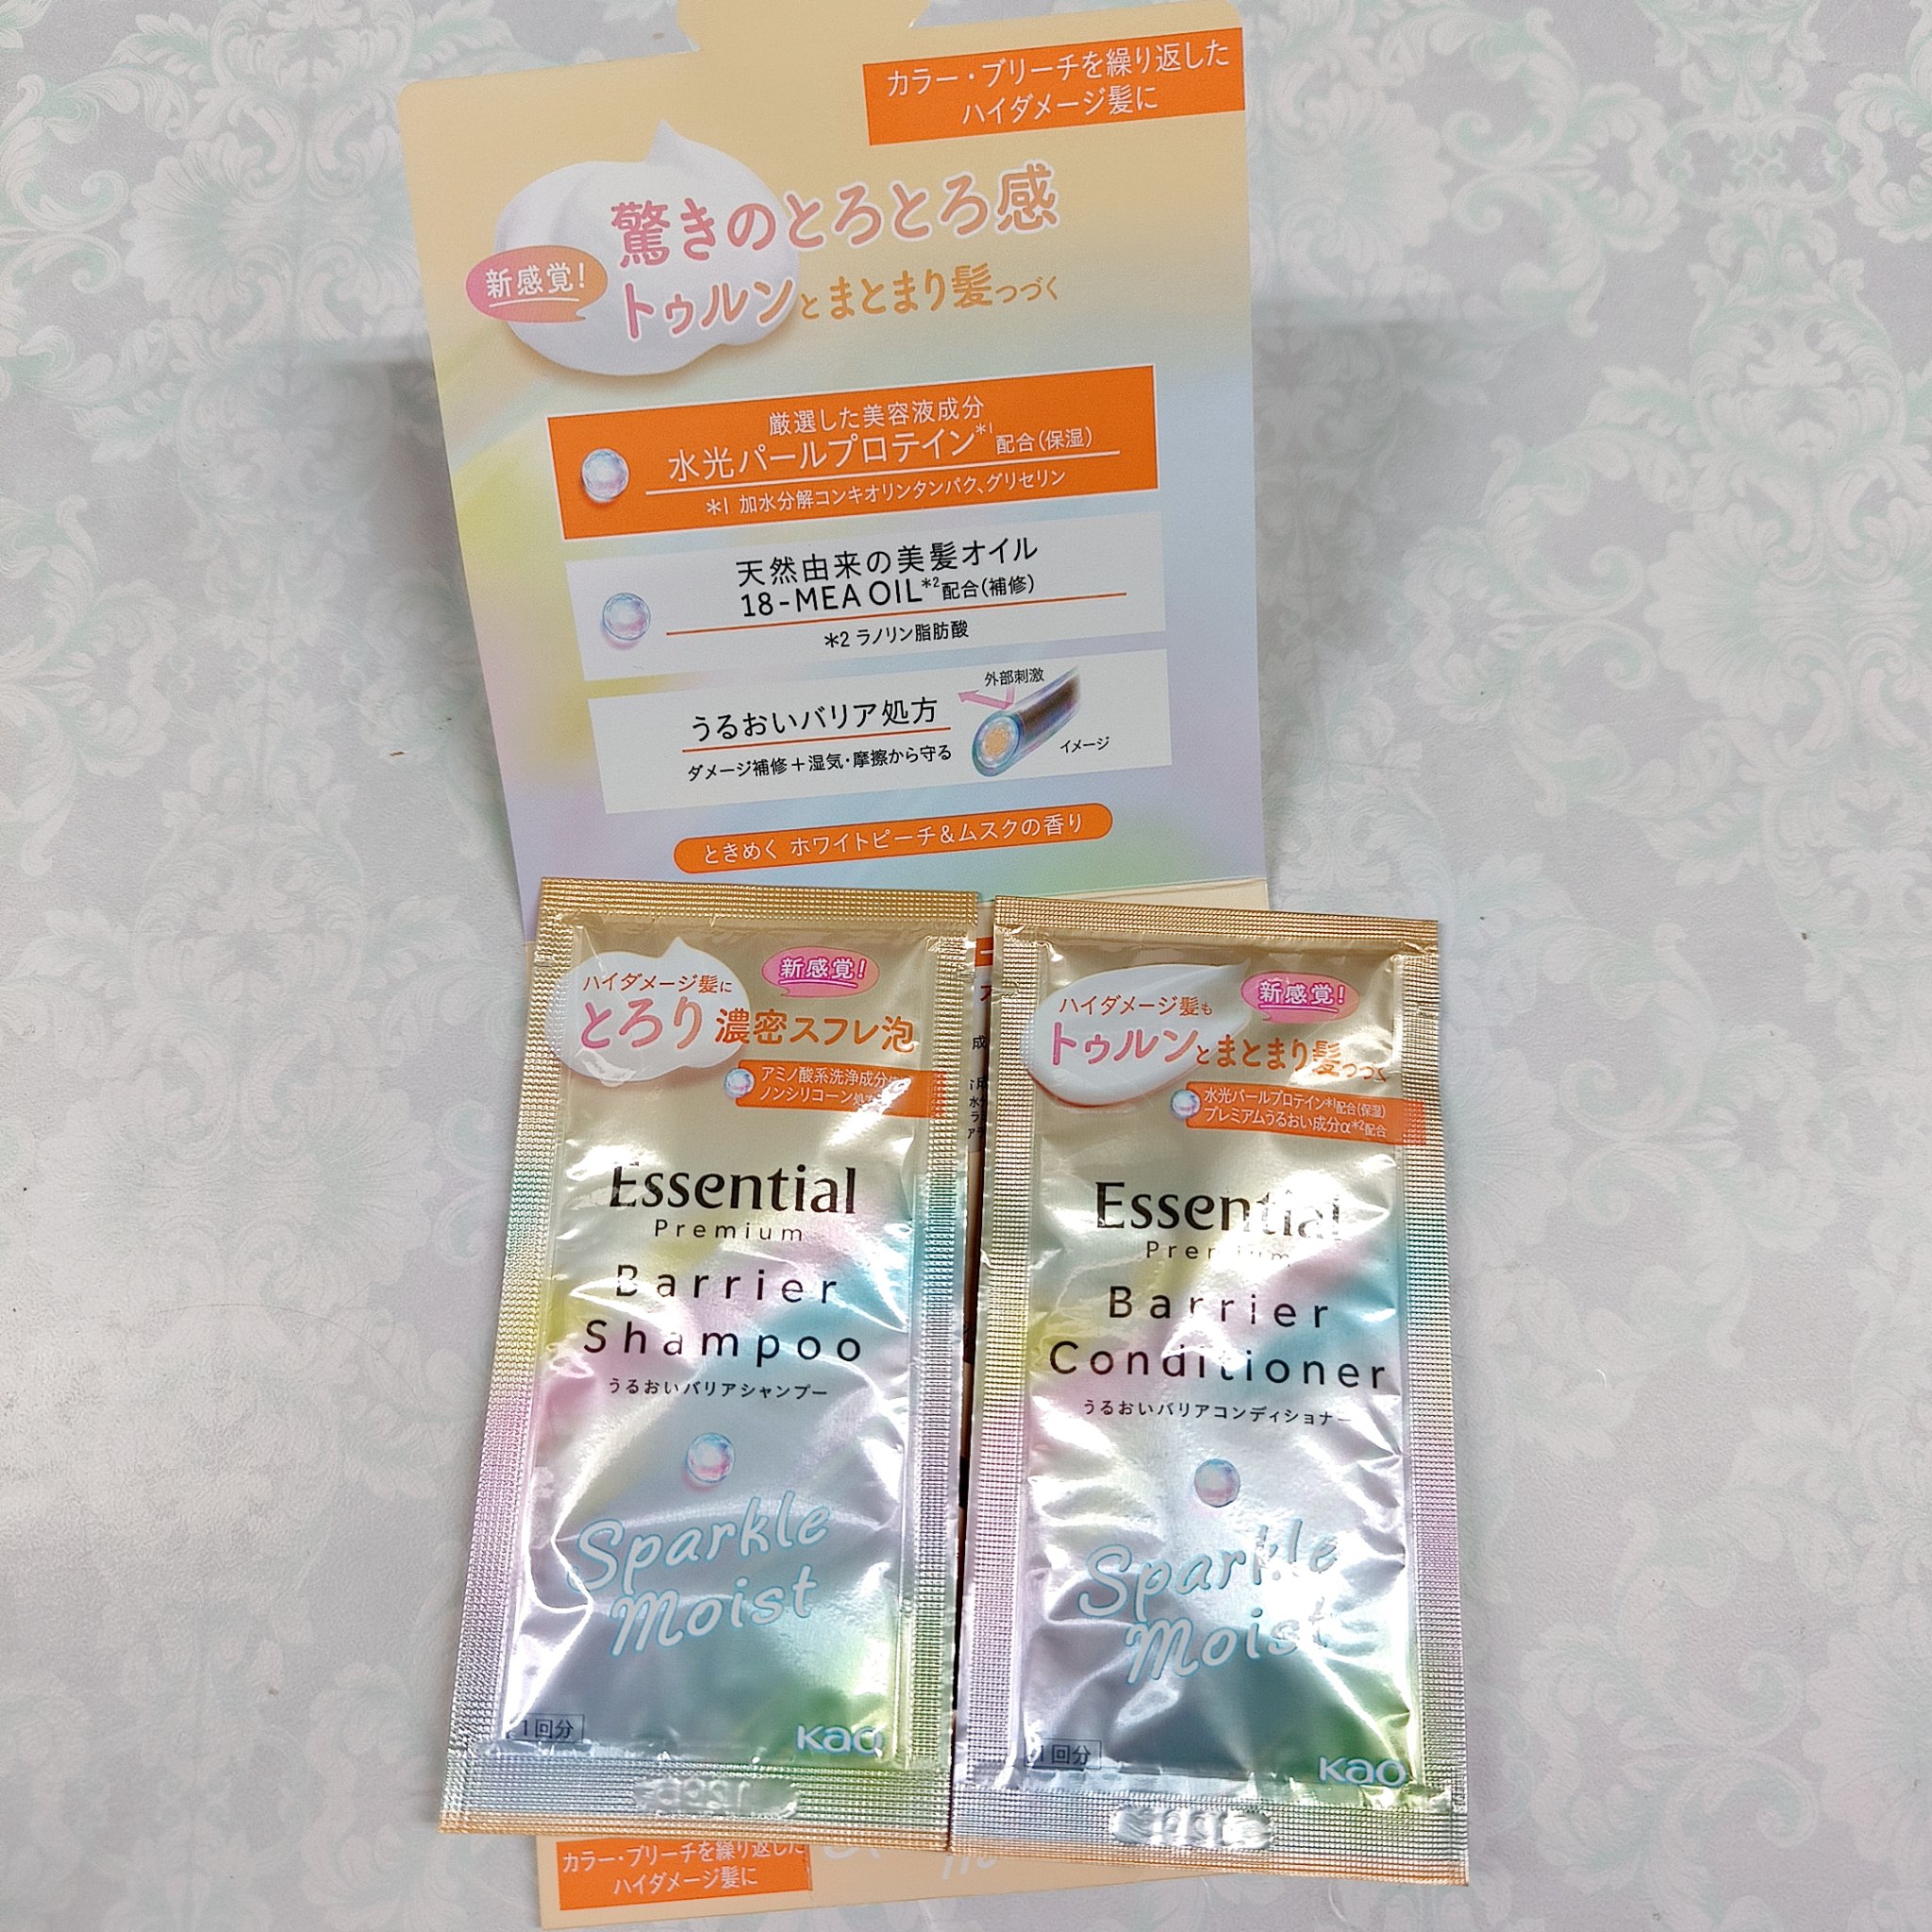 カラー・ブリーチを繰り返した
ハイダメージ髪に
新感覚!
驚きのとろとろ感
トゥルンとまとまり髪つづく
厳選した美容液成分
水光パールプロテイン*1配合(保湿)
*1 加水分解コンキオリンタンパク、グリセリン
天然由来の美髪オイル
18-MEA OIL*2配合(補修)
*2 ラノリン脂肪酸
うるおいバリア処方
ダメージ補修+湿気・摩擦から守る
外部刺激
イメージ
ときめく ホワイトピーチ&ムスクの香り
ハイダメージ髪に
新感覚!
とろり濃密スフレ泡
アミノ酸系洗浄成分
ノンシリコーン
Essential
Premium
Barrier
Shampoo
うるおいバリアシャンプー
Sparkle
Moist
1回分
Kao
ハイダメージ髪も
新感覚!
トゥルンとまとまり髪つづく
水光パールプロテイン*1配合(保湿)
プレミアムうるおい成分α*2配合
Essential
Premium
Barrier
Conditioner
うるおいバリアコンディショナー
Sparkle
Moist
1回分
Kao
カラー・ブリーチを繰り返した
ハイダメージ髪に